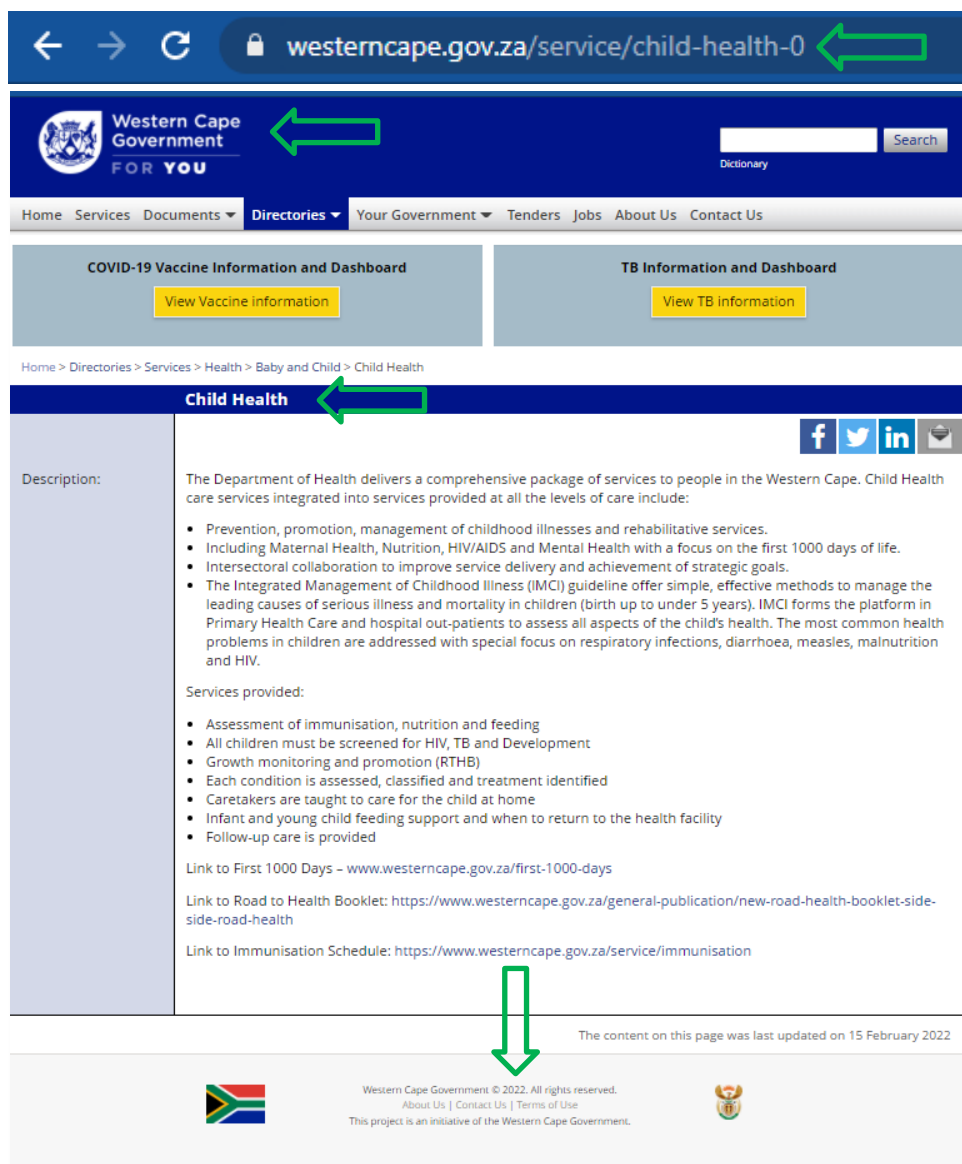 westerncape.gov.za/service/child-health-0
Western Cape
Government
FOR YOU
Search
Dictionary
Home Services Documents Directories Your Government Tenders Jobs About Us Contact Us
COVID-19 Vaccine Information and Dashboard
View Vaccine information
TB Information and Dashboard
View TB information
Home > Directories > Services > Health > Baby and Child > Child Health
Child Health
Description:
The Department of Health delivers a comprehensive package of services to people in the Western Cape. Child Health
care services integrated into services provided at all the levels of care include:
• Prevention, promotion, management of childhood illnesses and rehabilitative services.
• Including Maternal Health, Nutrition, HIV/AIDS and Mental Health with a focus on the first 1000 days of life.
• Intersectoral collaboration to improve service delivery and achievement of strategic goals.
• The Integrated Management of Childhood Illness (IMCI) guideline offer simple, effective methods to manage the
leading causes of serious illness and mortality in children (birth up to under 5 years). IMCI forms the platform in
Primary Health Care and hospital out-patients to assess all aspects of the child's health. The most common health
problems in children are addressed with special focus on respiratory infections, diarrhoea, measles, malnutrition
and HIV.
Services provided:
• Assessment of immunisation, nutrition and feeding
• All children must be screened for HIV, TB and Development
• Growth monitoring and promotion (RTHB)
• Each condition is assessed, classified and treatment identified
• Caretakers are taught to care for the child at home
• Infant and young child feeding support and when to return to the health facility
• Follow-up care is provided
Link to First 1000 Days – www.westerncape.gov.za/first-1000-days
Link to Road to Health Booklet: https://www.westerncape.gov.za/general-publication/new-road-health-booklet-side-
side-road-health
Link to Immunisation Schedule: https://www.westerncape.gov.za/service/immunisation
The content on this page was last updated on 15 February 2022
Western Cape Government © 2022. All rights reserved.
About Us | Contact Us | Terms of Use
This project is an initiative of the Western Cape Government.